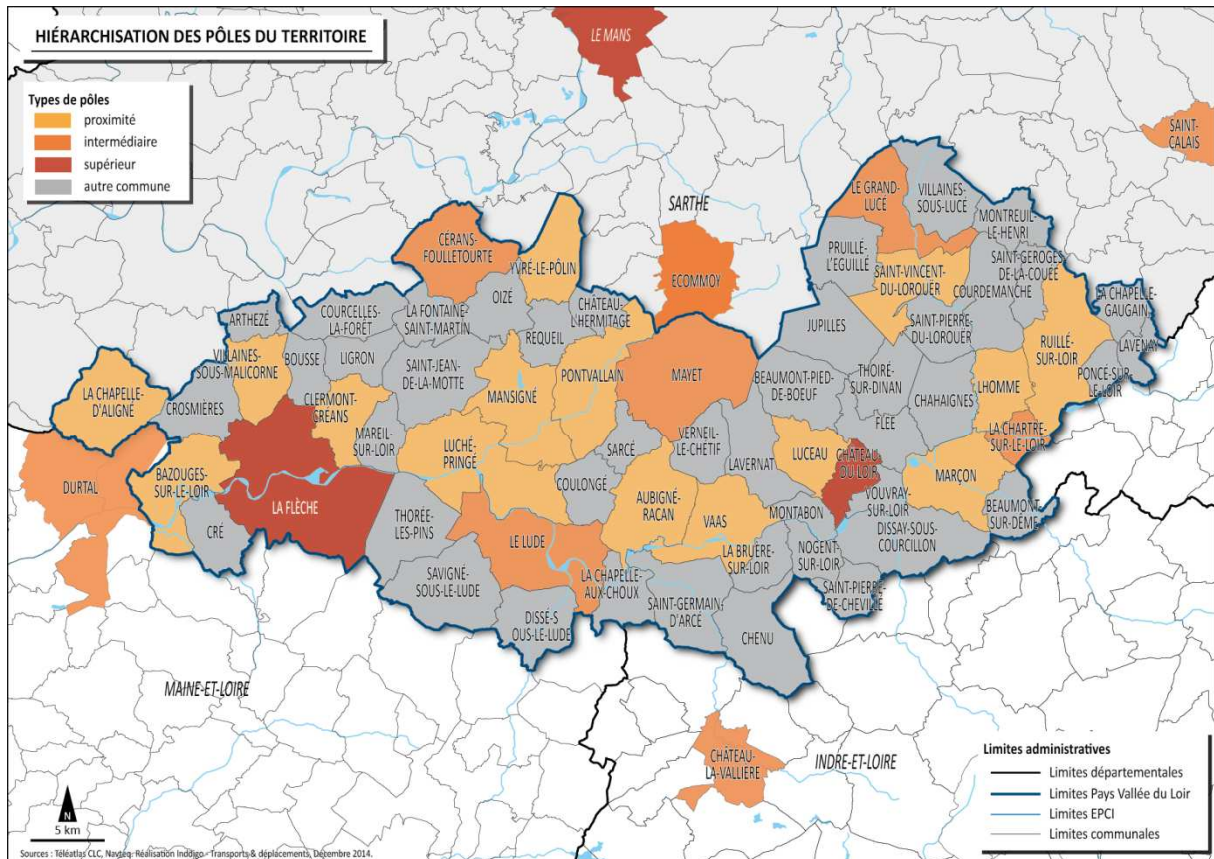 HIÉRARCHISATION DES PÔLES DU TERRITOIRE
Types de pôles
proximité
intermédiaire
supérieur
autre commune
LE MANS
SAINT-
CALAIS
SARTHE
LE GRAND-
LUCÉ
VILLAINES-
SOUS-LUCÉ
MONTREUIL-
LE-HENRI
CÉRANS-
FOULLETOURTE
YVRÉ-LE-PÔLIN
ECOMMOY
PRUILLÉ-
L'EGUILLÉ
SAINT-VINCENT-
DU-LOROUËR
SAINT-GEROGES-
DE-LA-COUÉE
COURDEMANCHE
LA CHAPELLE-
GAUGAIN
ARTHEZÉ
COURCELLES-
LA-FORÊT
LA FONTAINE-
SAINT-MARTIN
OIZÉ
REQUEIL
CHÂTEAU-
L'HERMITAGE
JUPILLES
SAINT-PIERRE-
DU-LOROUËR
RUILLÉ-
SUR-LOIR
LAVENAY
VILLAINES-
SOUS-MALICORNE
BOUSSE
LIGRON
SAINT-JEAN-
DE-LA-MOTTE
MANSIGNÉ
PONTVALLAIN
MAYET
BEAUMONT-PIED-
DE-BOEUF
THOIRÉ-
SUR-DINAN
CHAHAIGNES
LHOMME
PONCÉ-SUR-
LE-LOIR
LA CHAPELLE-
D'ALIGNÉ
CROSMIÈRES
CLERMONT-
CREANS
MAREIL-
SUR-LOIR
LUCHÉ-
PRINGÉ
SARCÉ
VERNEIL-
LE-CHETIF
FLEE
LA CHARTRE-
SUR-LE-LOIR
DURTAL
BAZOUGES-
SUR-LE-LOIR
LA FLÈCHE
CRÉ
THORÉE-
LES-PINS
COULONGÉ
LAVERNAT
LUCEAU
CHÂTEAU-
DU-LOIR
MARÇON
AUBIGNÉ-
RACAN
VAAS
MONTABON
VOUVRAY-
SUR-LOIR
BEAUMONT-
SUR-DÊME
LE LUDE
LA BRUÈRE-
SUR-LOIR
NOGENT-
SUR-LOIR
DISSAY-SOUS-
COURCILLON
SAVIGNÉ-
SOUS-LE-LUDE
LA CHAPELLE-
AUX-CHOUX
SAINT-PIERRE-
DE-CHEVILLÉ
DISSÉ-S
OUS-LE-LUDE
SAINT-GERMAIN-
D'ARCÉ
CHENU
MAINE-ET-LOIRE
CHÂTEAU-
LA-VALLIÈRE
INDRE-ET-LOIRE
Limites administratives
Limites départementales
Limites Pays Vallée du Loir
Limites EPCI
Limites communales
N
5 km
Sources : Téléatlas CLC, Navteq. Réalisation Inddigo - Transports & déplacements, Décembre 2014.